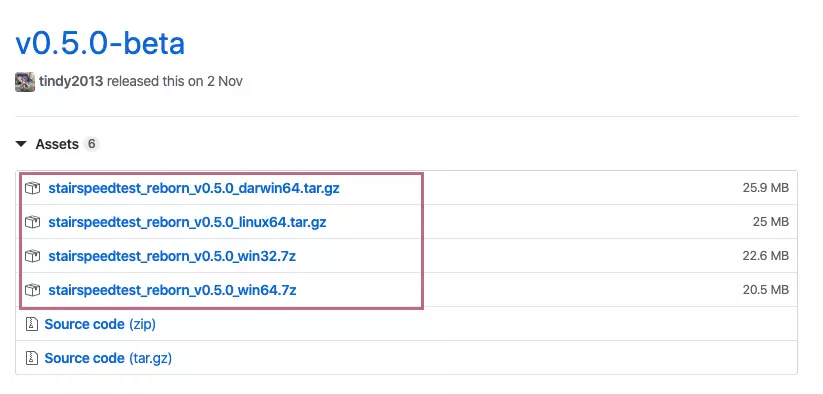 v0.5.0-beta
tindy2013 released this on 2 Nov
Assets 6
stairspeedtest_reborn_v0.5.0_darwin64.tar.gz 25.9 MB
stairspeedtest_reborn_v0.5.0_linux64.tar.gz 25 MB
stairspeedtest_reborn_v0.5.0_win32.7z 22.6 MB
stairspeedtest_reborn_v0.5.0_win64.7z 20.5 MB
Source code (zip)
Source code (tar.gz)